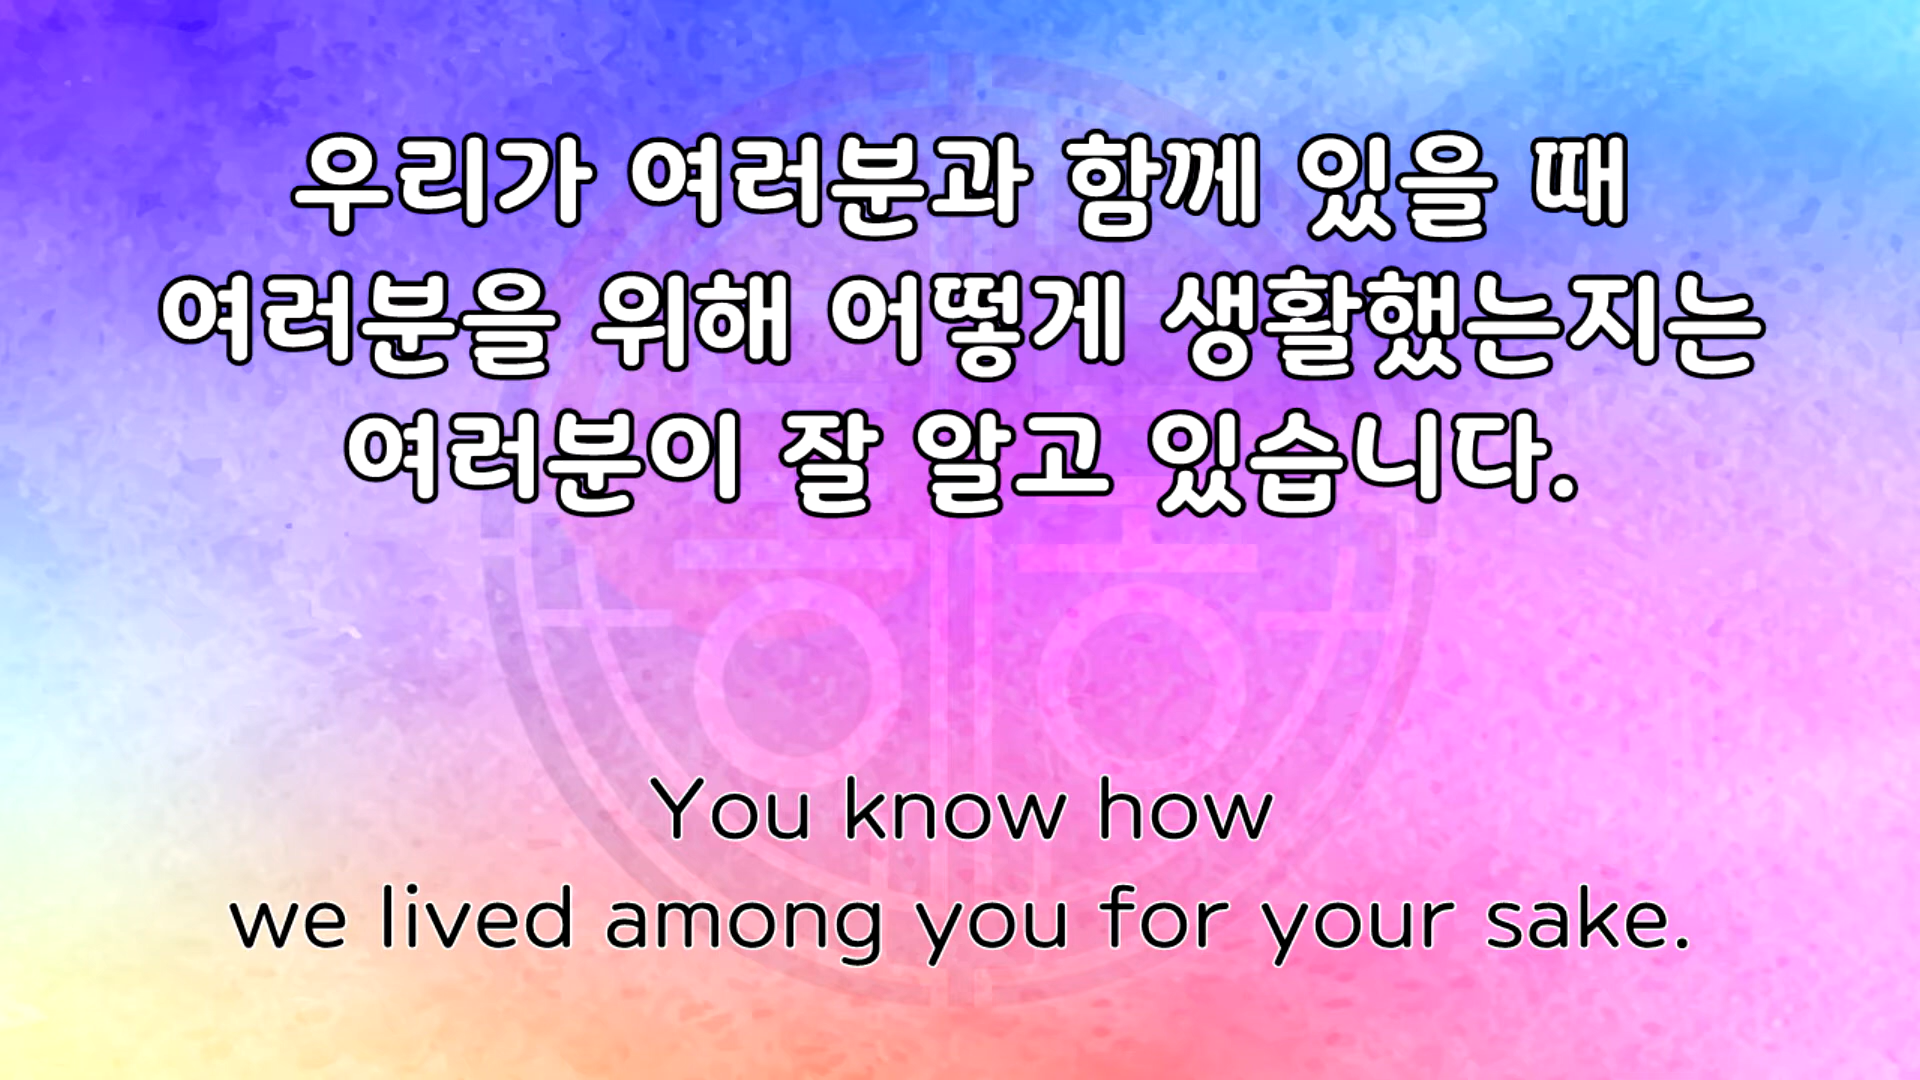 우리가 여러분과 함께 있을 때
여러분을 위해 어떻게 생활했는지는
여러분이 잘 알고 있습니다.
You know how
we lived among you for your sake.